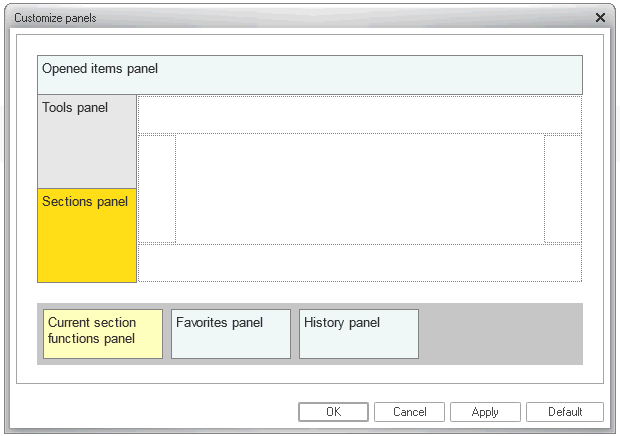 Customize panels
Opened items panel
Tools panel
Sections panel
Current section
functions panel
Favorites panel
History panel
OK
Cancel
Apply
Default